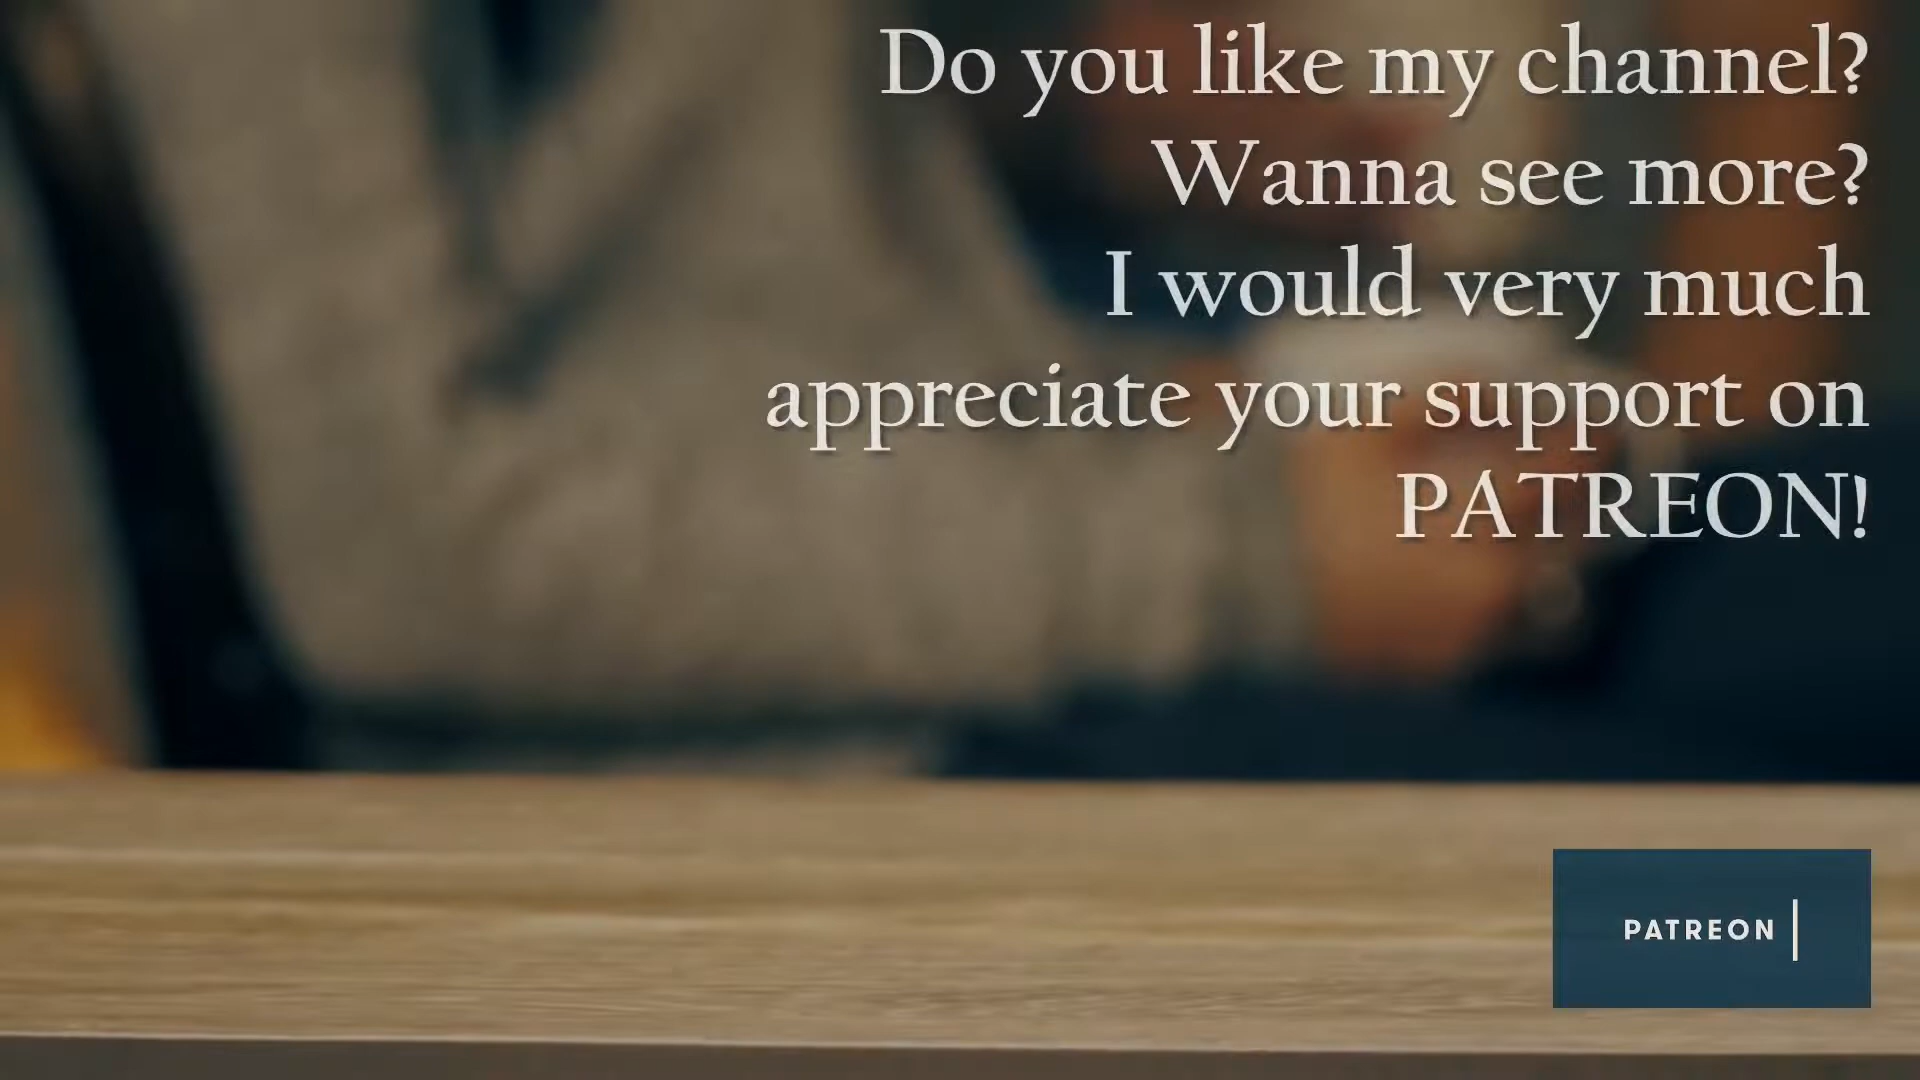 Do you like my channel?
Wanna see more?
I would very much
appreciate your support on
PATREON!
PATREON